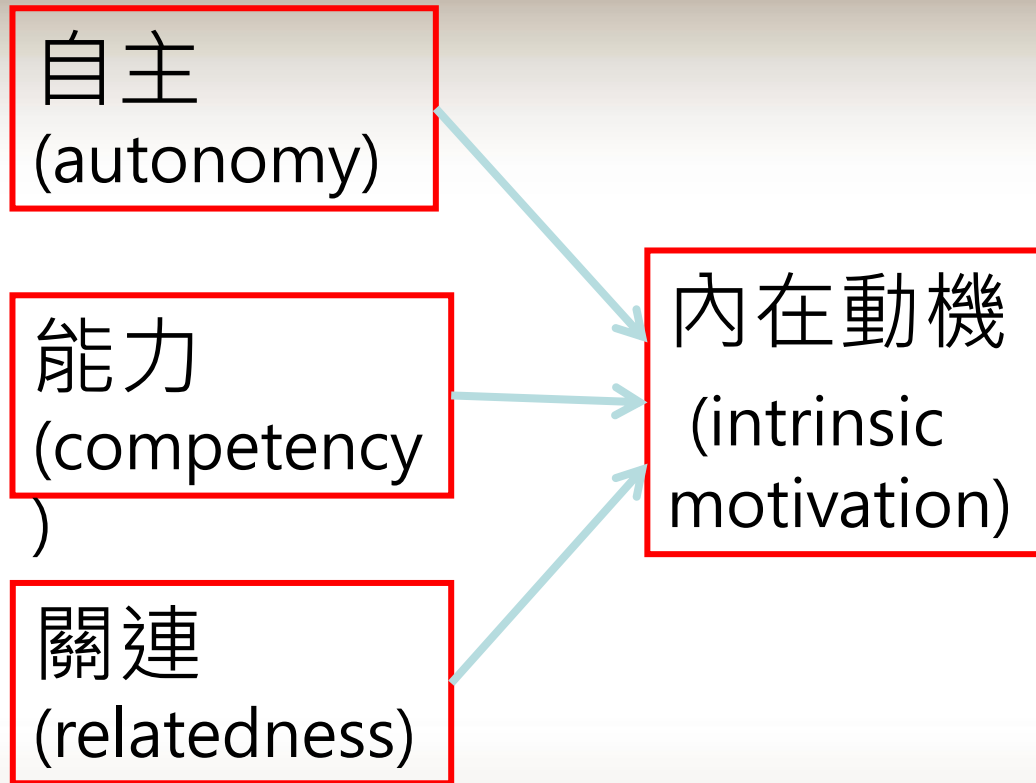 自主
(autonomy)
能力
(competency
)
關連
(relatedness)
內在動機
(intrinsic
motivation)